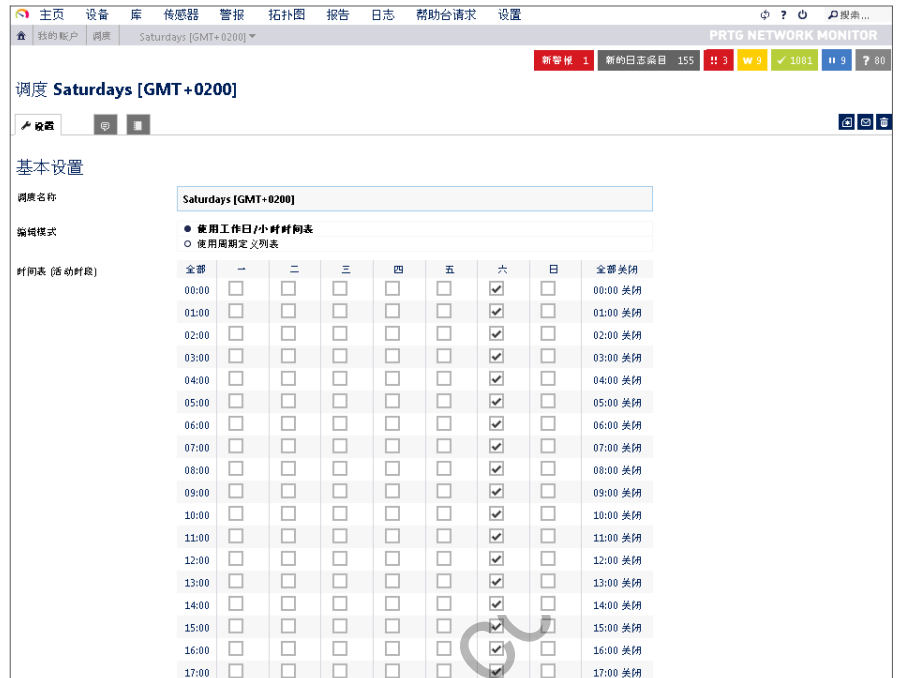 主页 设备 库 传感器 警报 拓扑图 报告 日志 帮助台请求 设置 ? 搜索...
我的账户 调度 Saturdays [GMT+0200] PRTG NETWORK MONITOR
新警报 1 新的日志条目 155 !! 3 W 9 1081 9 ? 80
调度 Saturdays [GMT+0200]
设置
基本设置
调度名称 Saturdays [GMT+0200]
编辑模式 使用工作日/小时时间表
使用周期定义列表
时间表 (活动时段) 全部 一 二 三 四 五 六 日 全部关闭
00:00 00:00 关闭
01:00 01:00 关闭
02:00 02:00 关闭
03:00 03:00 关闭
04:00 04:00 关闭
05:00 05:00 关闭
06:00 06:00 关闭
07:00 07:00 关闭
08:00 08:00 关闭
09:00 09:00 关闭
10:00 10:00 关闭
11:00 11:00 关闭
12:00 12:00 关闭
13:00 13:00 关闭
14:00 14:00 关闭
15:00 15:00 关闭
16:00 16:00 关闭
17:00 17:00 关闭